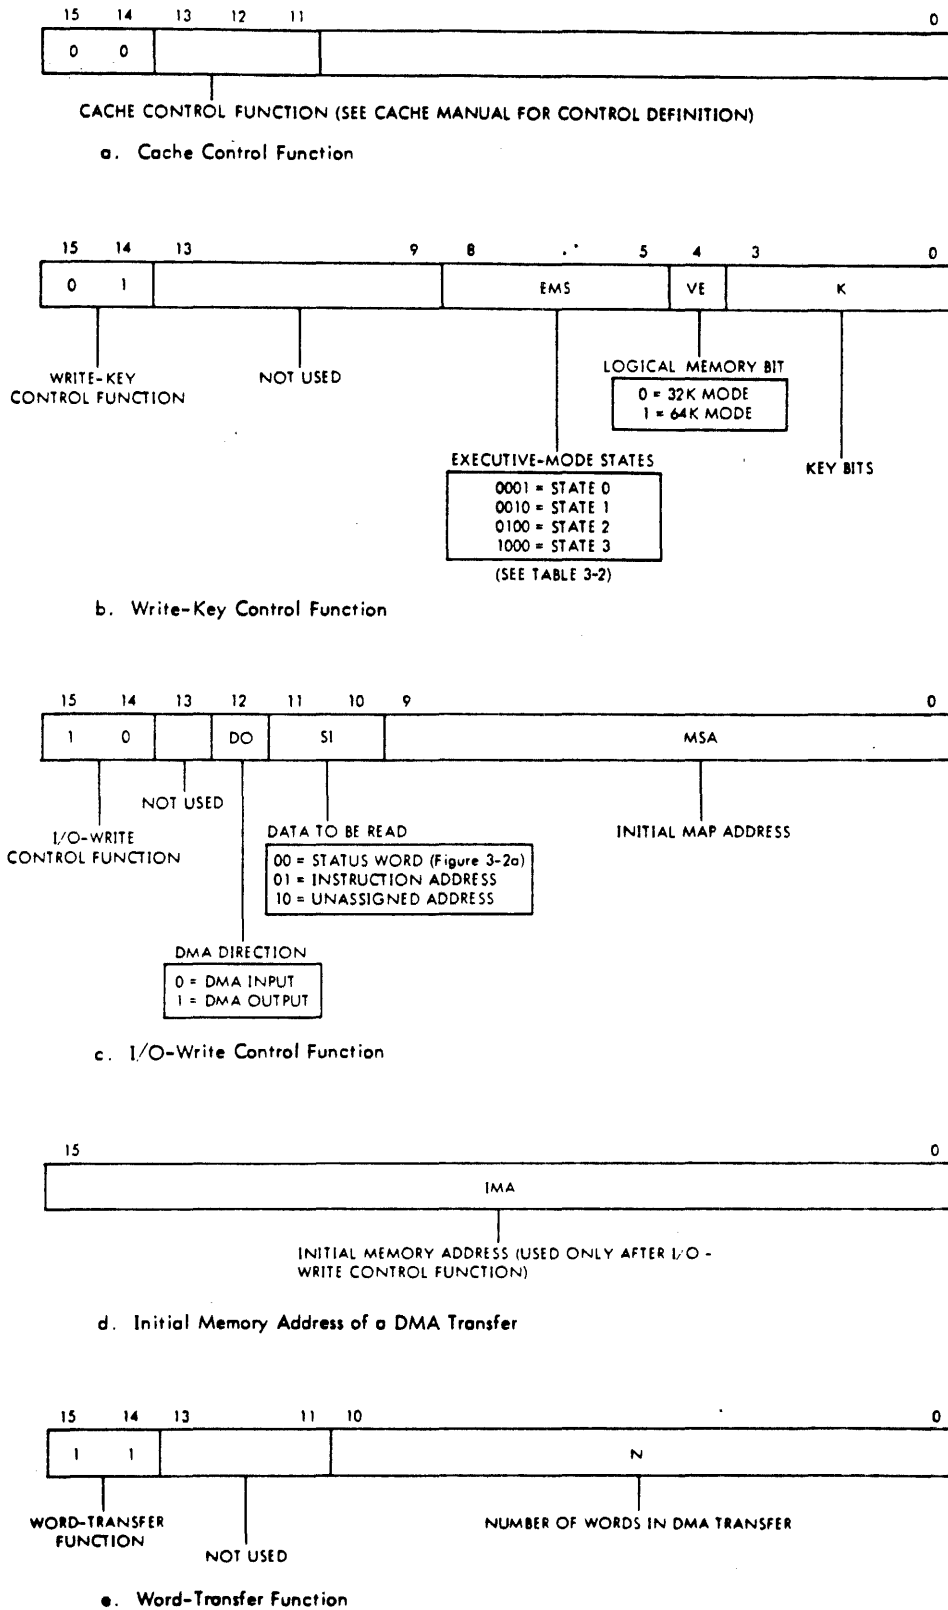 15 14 13 12 11 0
0 0
CACHE CONTROL FUNCTION (SEE CACHE MANUAL FOR CONTROL DEFINITION)
a. Cache Control Function
15 14 13 9 8 5 4 3 0
0 1 EMS VE K
WRITE-KEY
CONTROL FUNCTION
NOT USED
LOGICAL MEMORY BIT
0 = 32K MODE
1 = 64K MODE
EXECUTIVE-MODE STATES
0001 = STATE 0
0010 = STATE 1
0100 = STATE 2
1000 = STATE 3
(SEE TABLE 3-2)
KEY BITS
b. Write-Key Control Function
15 14 13 12 11 10 9 0
1 0 DO SI MSA
I/O-WRITE
CONTROL FUNCTION
NOT USED
DATA TO BE READ
00 = STATUS WORD (Figure 3-2a)
01 = INSTRUCTION ADDRESS
10 = UNASSIGNED ADDRESS
INITIAL MAP ADDRESS
DMA DIRECTION
0 = DMA INPUT
1 = DMA OUTPUT
c. I/O-Write Control Function
15 0
IMA
INITIAL MEMORY ADDRESS (USED ONLY AFTER I/O -
WRITE CONTROL FUNCTION)
d. Initial Memory Address of a DMA Transfer
15 14 13 11 10 0
1 1 N
WORD-TRANSFER
FUNCTION
NOT USED
NUMBER OF WORDS IN DMA TRANSFER
e. Word-Transfer Function